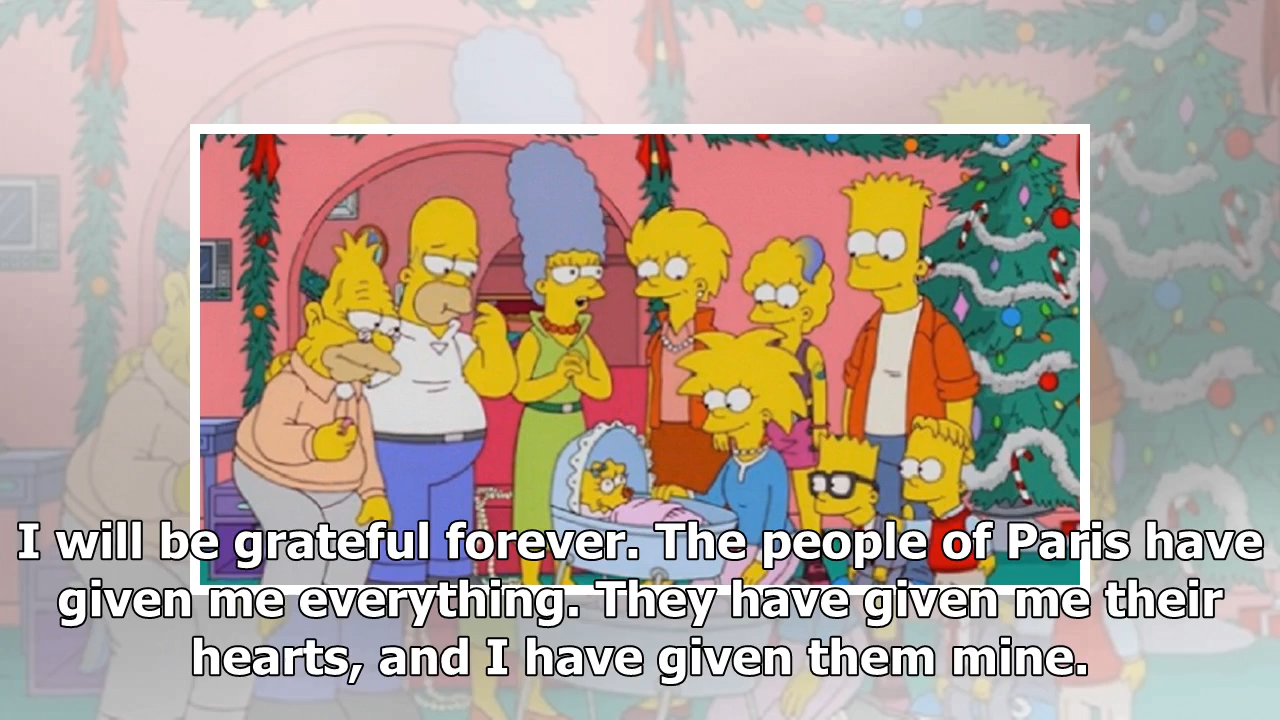 I will be grateful forever. The people of Paris have
given me everything. They have given me their
hearts, and I have given them mine.